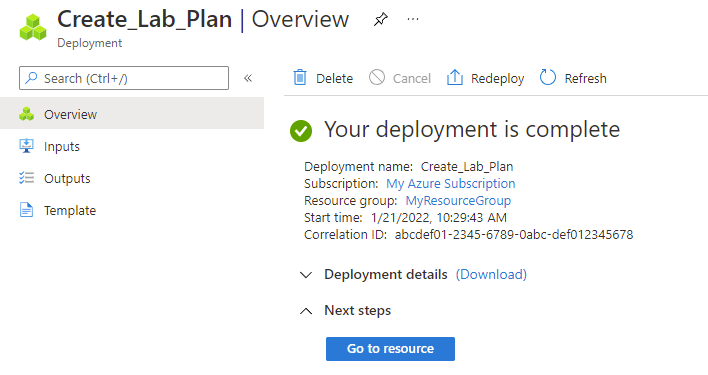 Create_Lab_Plan | Overview ...
Deployment
Search (Ctrl+/) «
Delete Cancel Redeploy Refresh
Overview
Inputs
Outputs
Template
Your deployment is complete
Deployment name: Create_Lab_Plan
Subscription: My Azure Subscription
Resource group: MyResourceGroup
Start time: 1/21/2022, 10:29:43 AM
Correlation ID: abcdef01-2345-6789-0abc-def012345678
Deployment details (Download)
Next steps
Go to resource